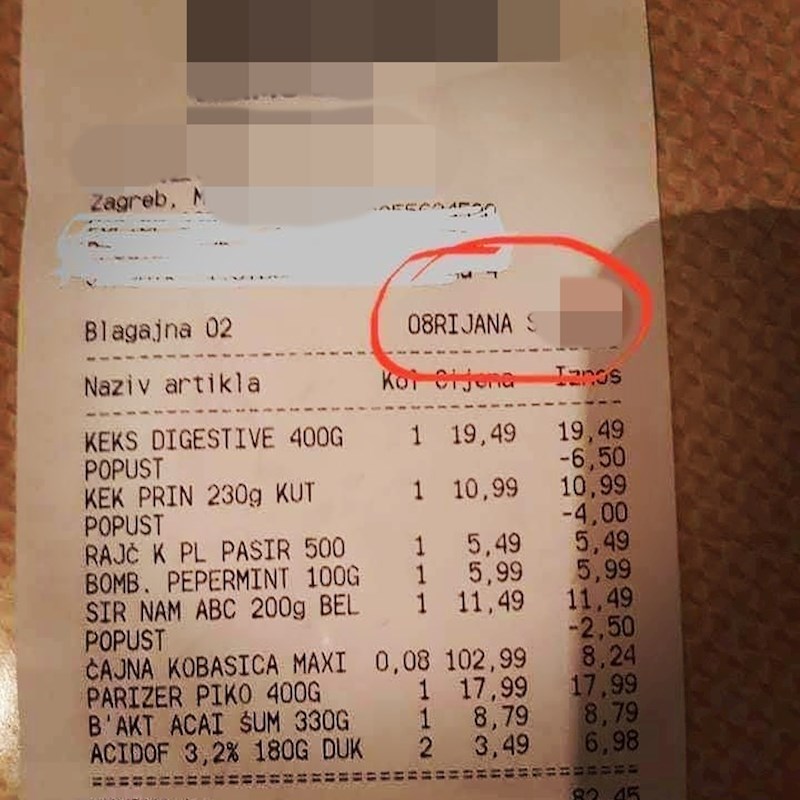 Zagreb,
Blagajna 02 08RIJANA
Naziv artikla Kol Cijena Iznos
KEKS DIGESTIVE 400G 1 19,49 19,49
POPUST -6,50
KEK PRIN 230g KUT 1 10,99 10,99
POPUST -4,00
RAJČ K PL PASIR 500 1 5,49 5,49
BOMB. PEPERMINT 100G 1 5,99 5,99
SIR NAM ABC 200g BEL 1 11,49 11,49
POPUST -2,50
ČAJNA KOBASICA MAXI 0,08 102,99 8,24
PARIZER PIKO 400G 1 17,99 17,99
B'AKT ACAI ŠUM 330G 1 8,79 8,79
ACIDOF 3,2% 180G DUK 2 3,49 6,98
82,45